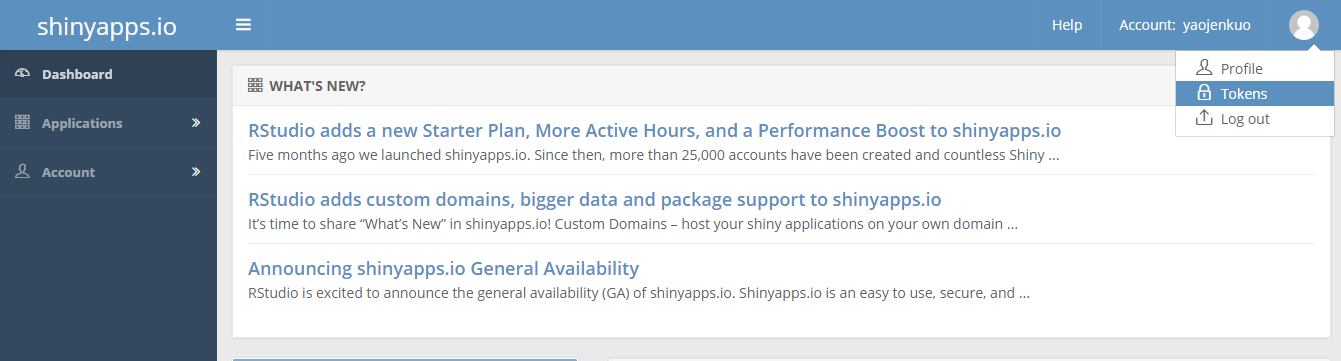 shinyapps.io
Help
Account: yaojenkuo
Dashboard
Applications
Account
Profile
Tokens
Log out
WHAT'S NEW?
RStudio adds a new Starter Plan, More Active Hours, and a Performance Boost to shinyapps.io
Five months ago we launched shinyapps.io. Since then, more than 25,000 accounts have been created and countless Shiny ...
RStudio adds custom domains, bigger data and package support to shinyapps.io
It’s time to share “What’s New” in shinyapps.io! Custom Domains – host your shiny applications on your own domain ...
Announcing shinyapps.io General Availability
RStudio is excited to announce the general availability (GA) of shinyapps.io. Shinyapps.io is an easy to use, secure, and ...